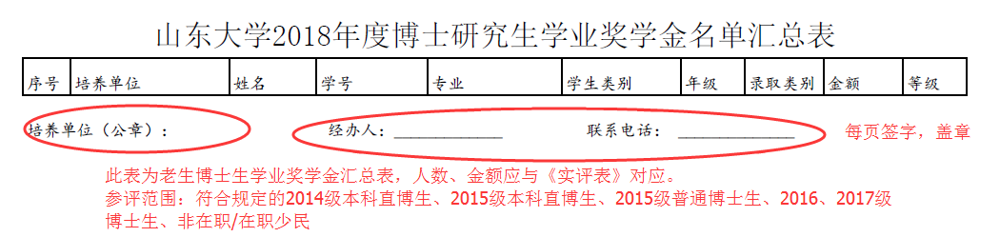 山东大学2018年度博士研究生学业奖学金名单汇总表
序号 培养单位 姓名 学号 专业 学生类别 年级 录取类别 金额 等级
培养单位（公章）： 经办人：_____________ 联系电话：______________ 每页签字，盖章
此表为老生博士生学业奖学金汇总表，人数、金额应与《实评表》对应。
参评范围：符合规定的2014级本科直博生、2015级本科直博生、2015级普通博士生、2016、2017级
博士生、非在职/在职少民